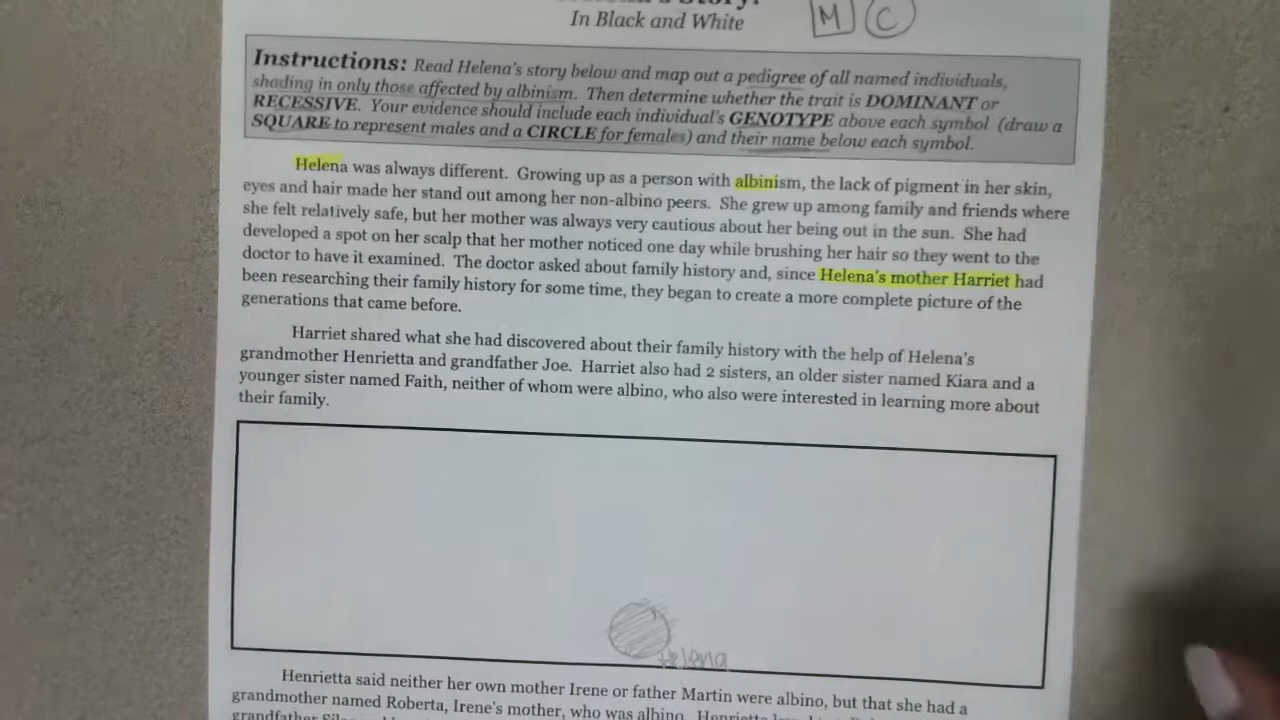 In Black and White
M C
Instructions: Read Helena's story below and map out a pedigree of all named individuals,
shading in only those affected by albinism. Then determine whether the trait is DOMINANT or
RECESSIVE. Your evidence should include each individual's GENOTYPE above each symbol (draw a
SQUARE to represent males and a CIRCLE for females) and their name below each symbol.
Helena was always different. Growing up as a person with albinism, the lack of pigment in her skin,
eyes and hair made her stand out among her non-albino peers. She grew up among family and friends where
she felt relatively safe, but her mother was always very cautious about her being out in the sun. She had
developed a spot on her scalp that her mother noticed one day while brushing her hair so they went to the
doctor to have it examined. The doctor asked about family history and, since Helena's mother Harriet had
been researching their family history for some time, they began to create a more complete picture of the
generations that came before.
Harriet shared what she had discovered about their family history with the help of Helena's
grandmother Henrietta and grandfather Joe. Harriet also had 2 sisters, an older sister named Kiara and a
younger sister named Faith, neither of whom were albino, who also were interested in learning more about
their family.
Helena
Henrietta said neither her own mother Irene or father Martin were albino, but that she had a
grandmother named Roberta, Irene's mother, who was albino.
grandfather